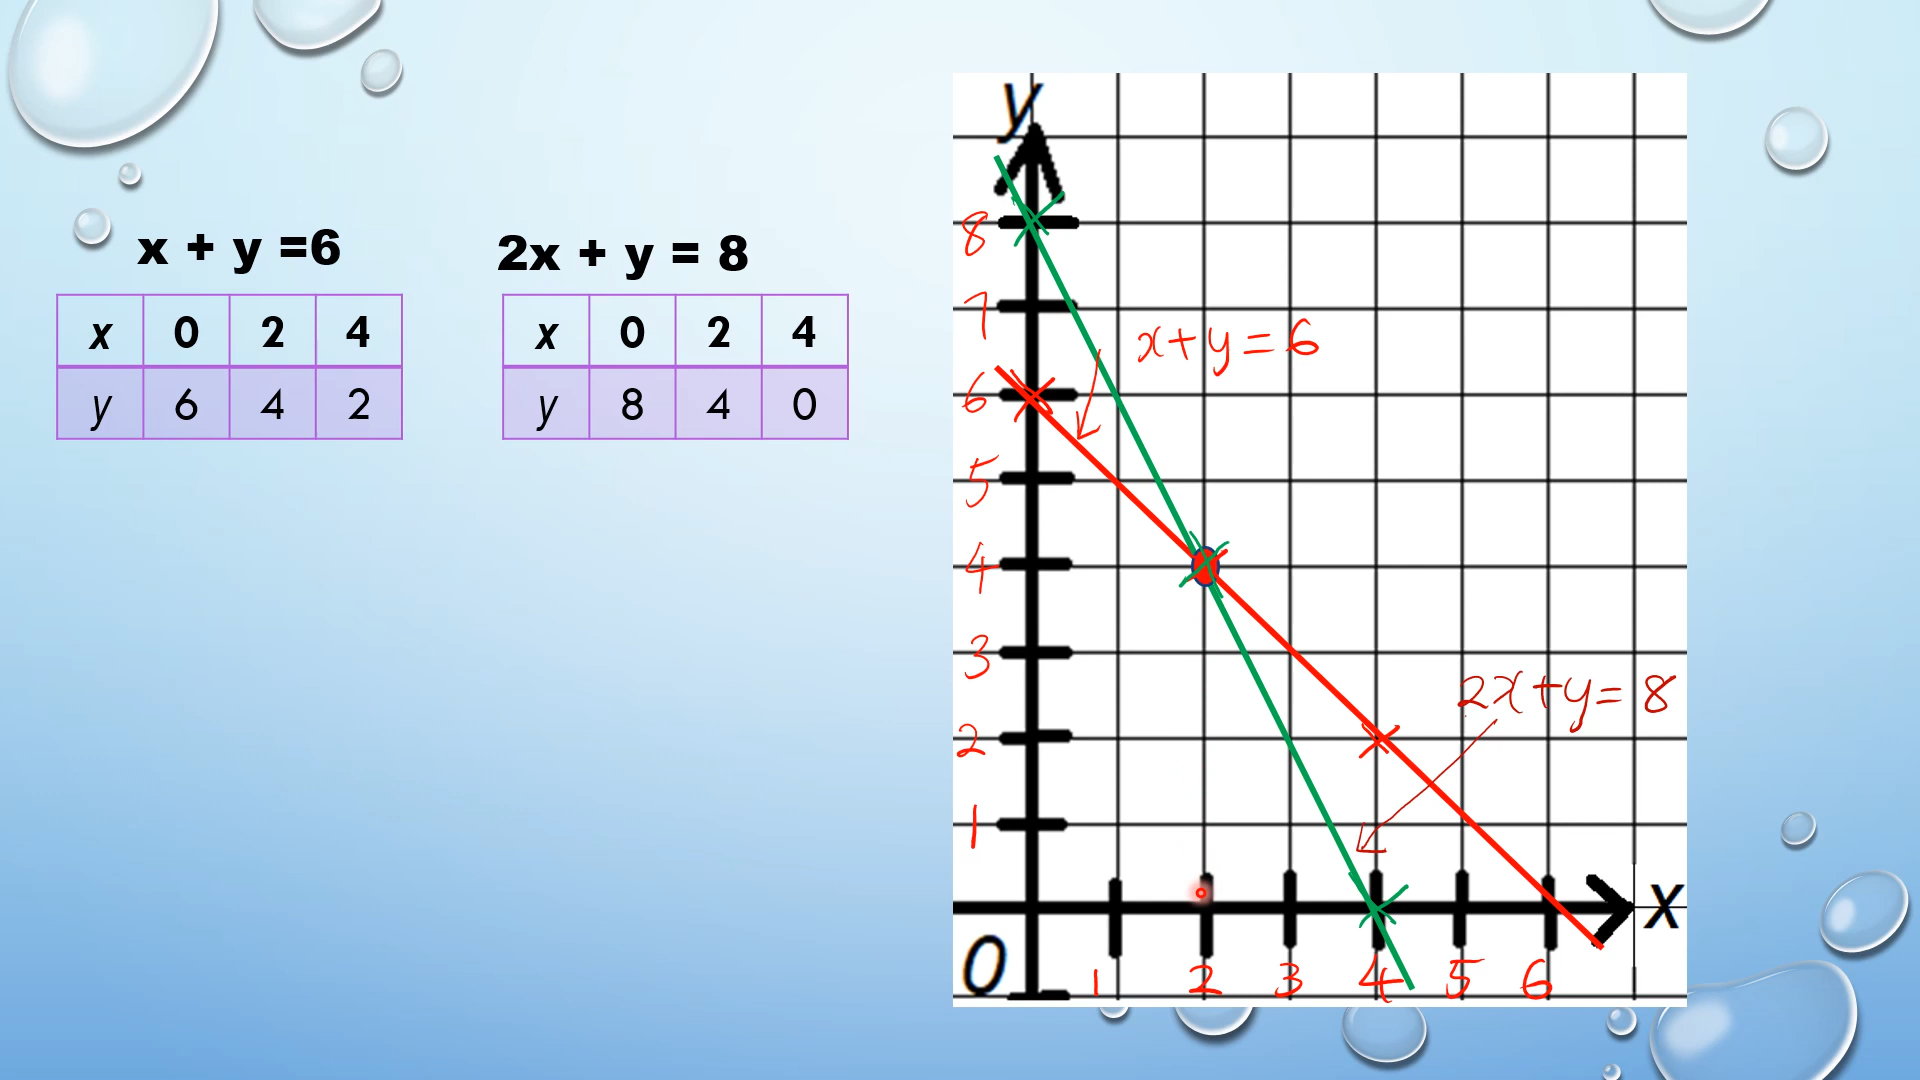 x + y =6
x 0 2 4
y 6 4 2
2x + y = 8
x 0 2 4
y 8 4 0
y
8
7
x+y=6
6
5
4
3
2x+y=8
2
1
x
0
1 2 3 4 5 6